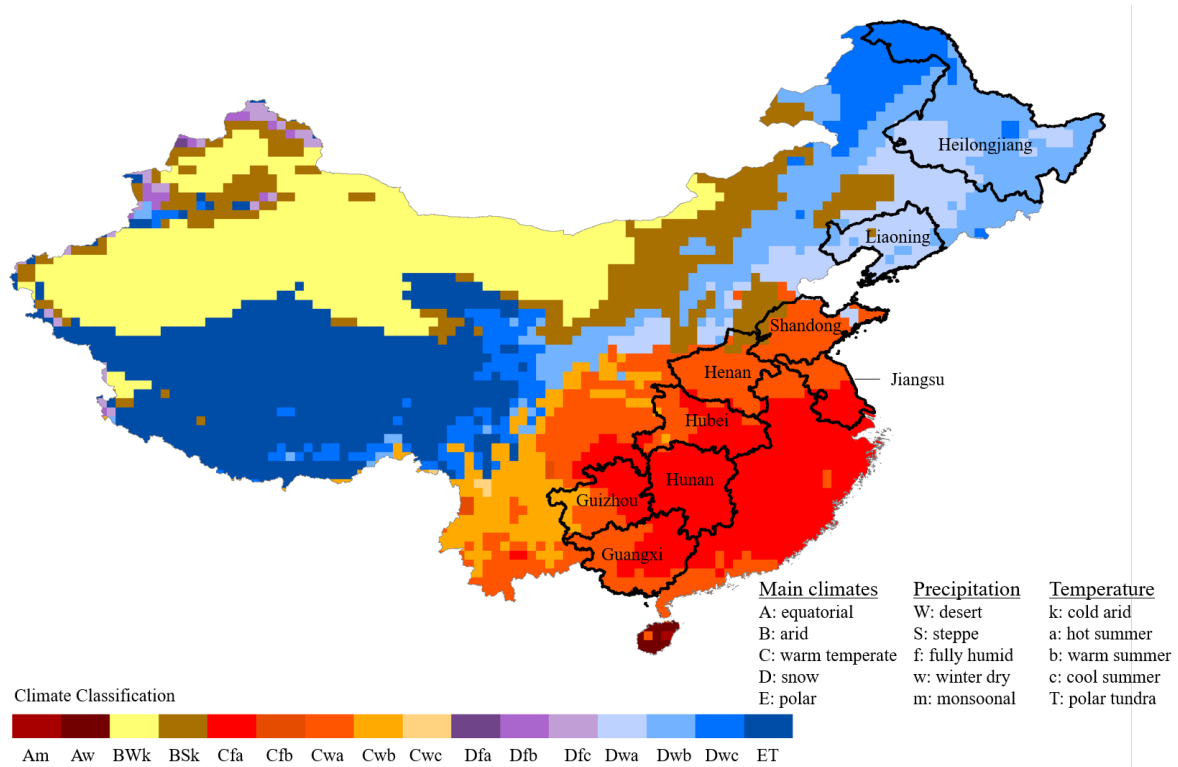 Heilongjiang
Liaoning
Shandong
Henan
Jiangsu
Hubei
Hunan
Guizhou
Guangxi
Main climates
A: equatorial
B: arid
C: warm temperate
D: snow
E: polar
Precipitation
W: desert
S: steppe
f: fully humid
w: winter dry
m: monsoonal
Temperature
k: cold arid
a: hot summer
b: warm summer
c: cool summer
T: polar tundra
Climate Classification
Am Aw BWk BSk Cfa Cfb Cwa Cwb Cwc Dfa Dfb Dfc Dwa Dwb Dwc ET